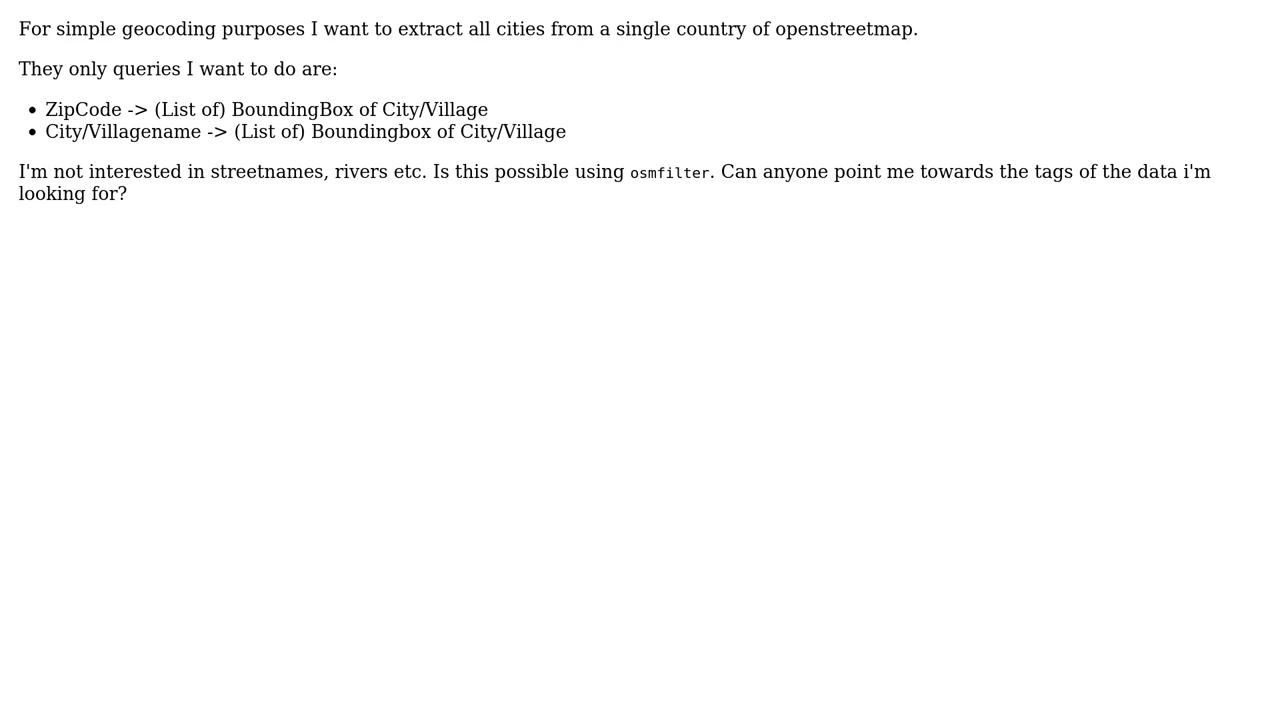 For simple geocoding purposes I want to extract all cities from a single country of openstreetmap.
They only queries I want to do are:
• ZipCode -> (List of) BoundingBox of City/Village
• City/Villagename -> (List of) Boundingbox of City/Village
I'm not interested in streetnames, rivers etc. Is this possible using osmfilter. Can anyone point me towards the tags of the data i'm
looking for?